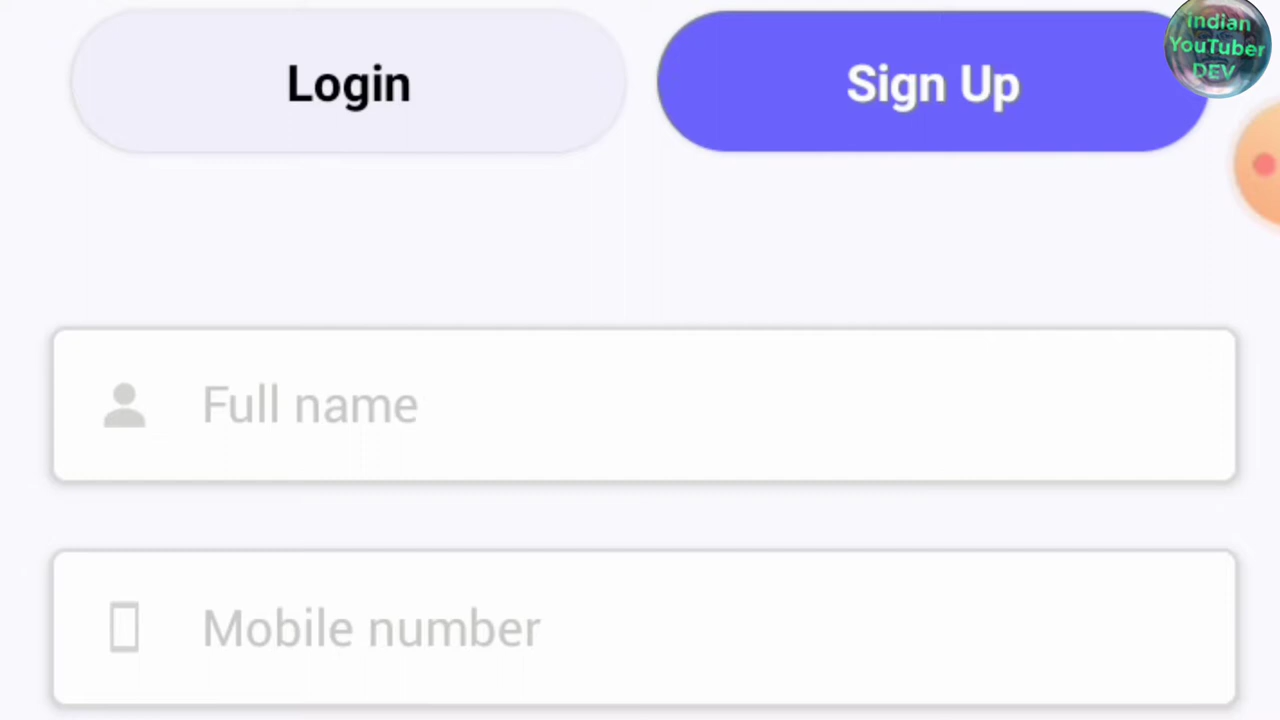 Login
Sign Up
Indian
YouTuber
DEV
Full name
Mobile number